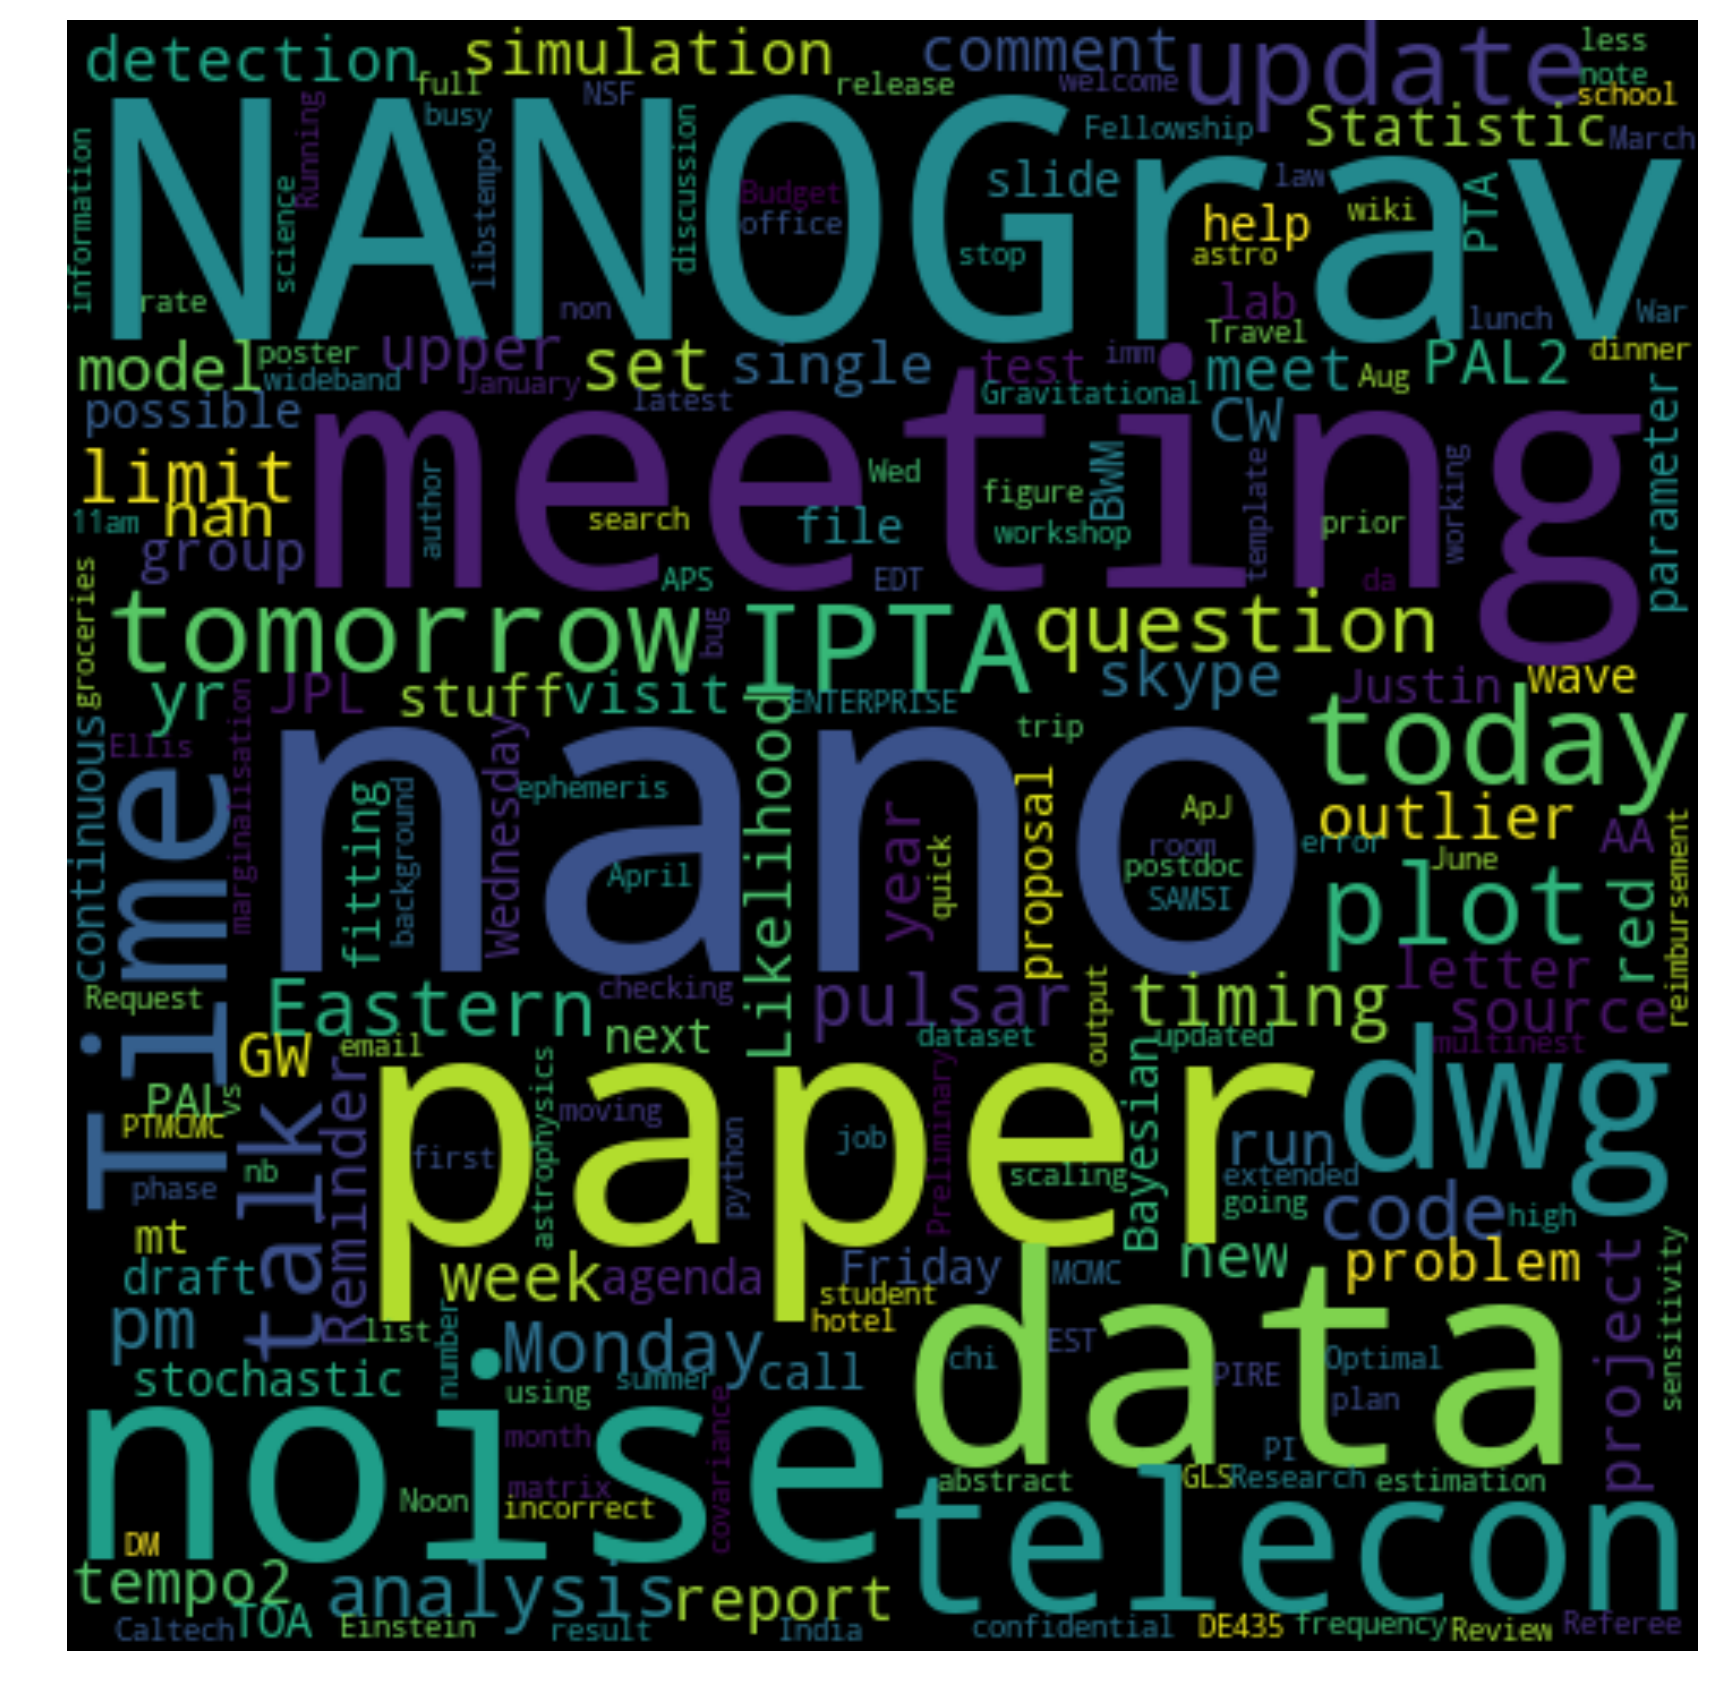 detection
simulation
comment
update
less
full
release
welcome
note
school
NSF
busy
Running
discussion
Fellowship
Statistic
March
information
NANOGrav
science
libstempo
Budget
office
slide
law
wiki
help
PTA
stop
astro
rate
non
lab
Travel
lunch
War
model
poster
wideband
upper
January
set
single
latest
test
imm
Gravitational
meet
Aug
PAL2
dinner
possible
meeting
CW
parameter
limit
author
Wed
figure
BWM
template
working
11am
nan
search
file
workshop
prior
group
APS
EDT
da
groceries
tomorrow
bug
IPTA
question
skype
Justin
wave
yr
JPL
stuff
visit
ENTERPRISE
trip
today
Ellis
marginalisation
continuous
Time
nano
Wednesday
ephemeris
Likelihood
fitting
background
April
year
quick
proposal
ApJ
room
postdoc
SAMSI
outlier
error
June
AA
plot
red
reimbursement
Request
Eastern
checking
pulsar
output
timing
letter
source
GW
email
next
dataset
updated
multinest
PAL
vs
PTMCMC
talk
Reminder
paper
astrophysics
moving
Preliminary
Bayesian
dwg
nb
first
python
job
scaling
run
extended
phase
going
code
high
mt
draft
week
agenda
Friday
MCMC
new
problem
project
sensitivity
student
hotel
pm
list
number
Monday
data
EST
chi
Optimal
stochastic
using
summer
call
PIRE
plan
noise
month
covariance
PI
matrix
abstract
GLS
Research
estimation
Noon
incorrect
telecon
DM
tempo2
analysis
report
Caltech
TOA
Einstein
result
India
confidential
DE435
frequency
Review
Referee